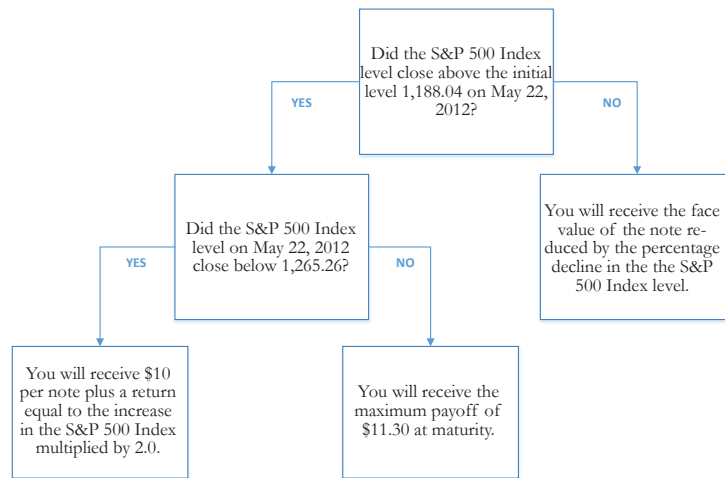 Did the S&P 500 Index
level close above the initial
level 1,188.04 on May 22,
2012?
YES
NO
Did the S&P 500 Index
level on May 22, 2012
close below 1,265.26?
You will receive the face
value of the note re-
duced by the percentage
decline in the the S&P
500 Index level.
YES
NO
You will receive $10
per note plus a return
equal to the increase
in the S&P 500 Index
multiplied by 2.0.
You will receive the
maximum payoff of
$11.30 at maturity.